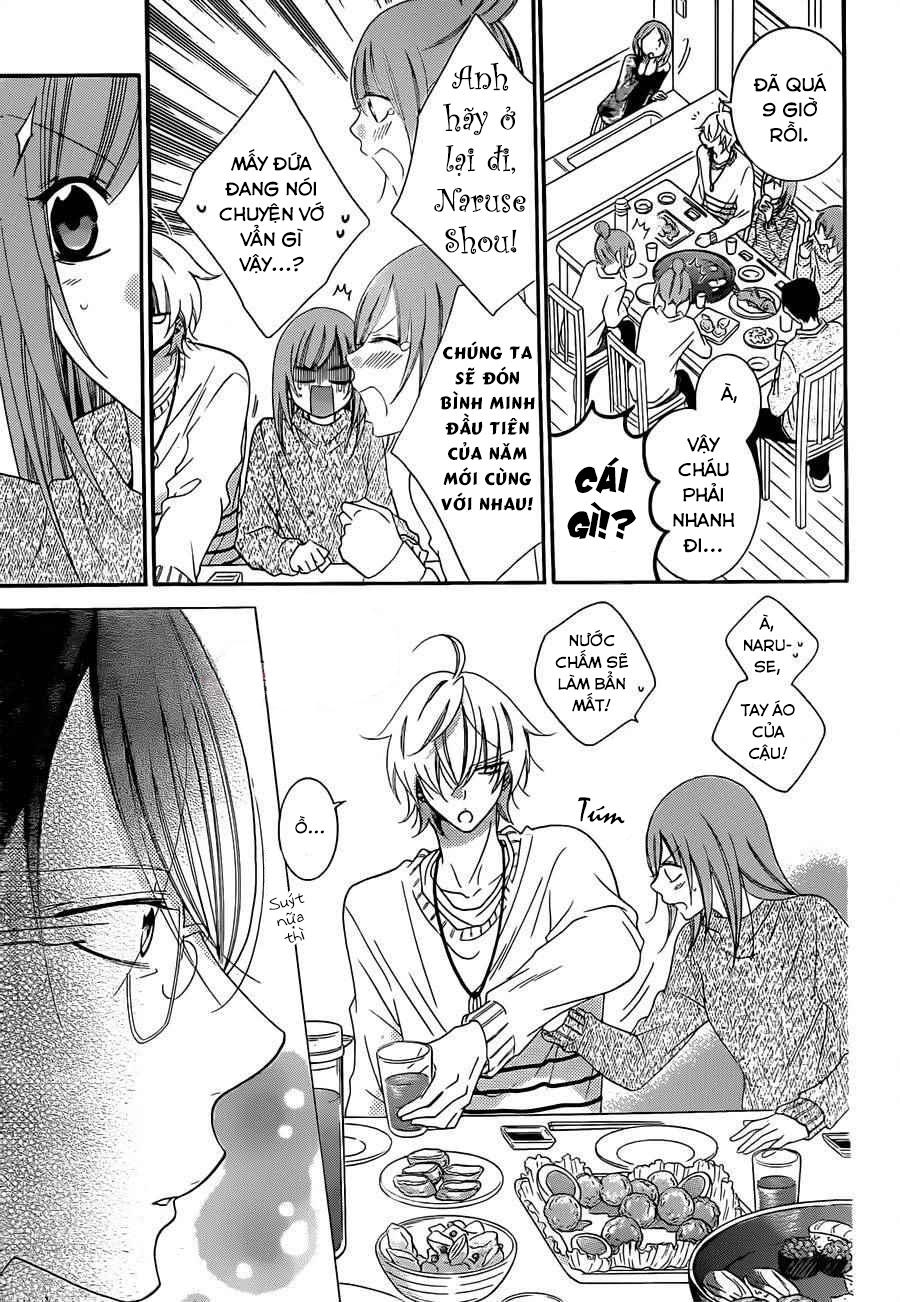 ĐÃ QUÁ
9 GIỜ
RỒI.
À,
VẬY
CHÁU
PHẢI
NHANH
ĐI...
CÁI
GÌ!?
Anh
hãy ở
lại đi,
Naruse
Shou!
CHÚNG TA
SẼ ĐÓN
BÌNH MINH
ĐẦU TIÊN
CỦA NĂM
MỚI CÙNG
VỚI NHAU!
MẤY ĐỨA
ĐANG NÓI
CHUYỆN VỚ
VẨN GÌ
VẬY...?
À,
NARU-
SE,
TAY ÁO
CỦA
CẬU!
NƯỚC
CHẤM SẼ
LÀM BẨN
MẤT!
Túm
Ồ...
Suýt
nữa
thì